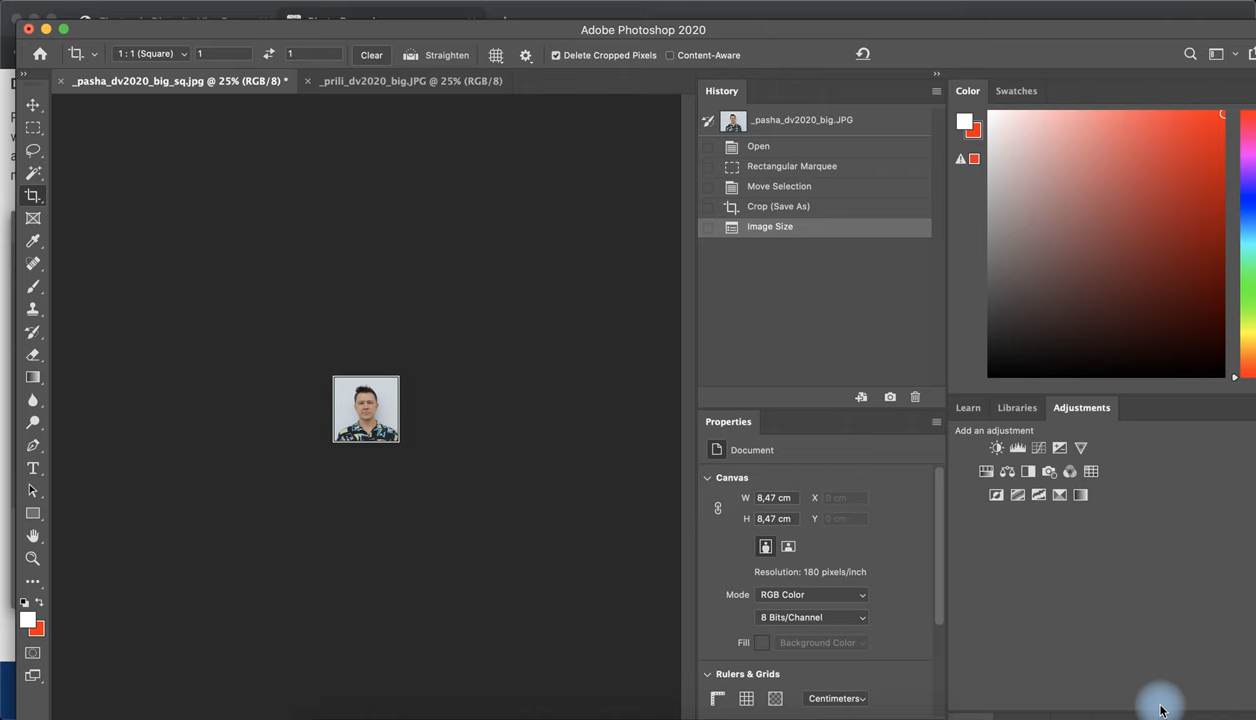 Adobe Photoshop 2020
1 : 1 (Square) 1 1 Clear Straighten Delete Cropped Pixels Content-Aware
_pasha_dv2020_big_sq.jpg @ 25% (RGB/8) * _prili_dv2020_big.JPG @ 25% (RGB/8)
History
_pasha_dv2020_big.JPG
Open
Rectangular Marquee
Move Selection
Crop (Save As)
Image Size
Color Swatches
Learn Libraries Adjustments
Add an adjustment
Properties
Document
Canvas
W 8,47 cm X 0 cm
H 8,47 cm Y 0 cm
Resolution: 180 pixels/inch
Mode RGB Color
8 Bits/Channel
Fill Background Color
Rulers & Grids
Centimeters